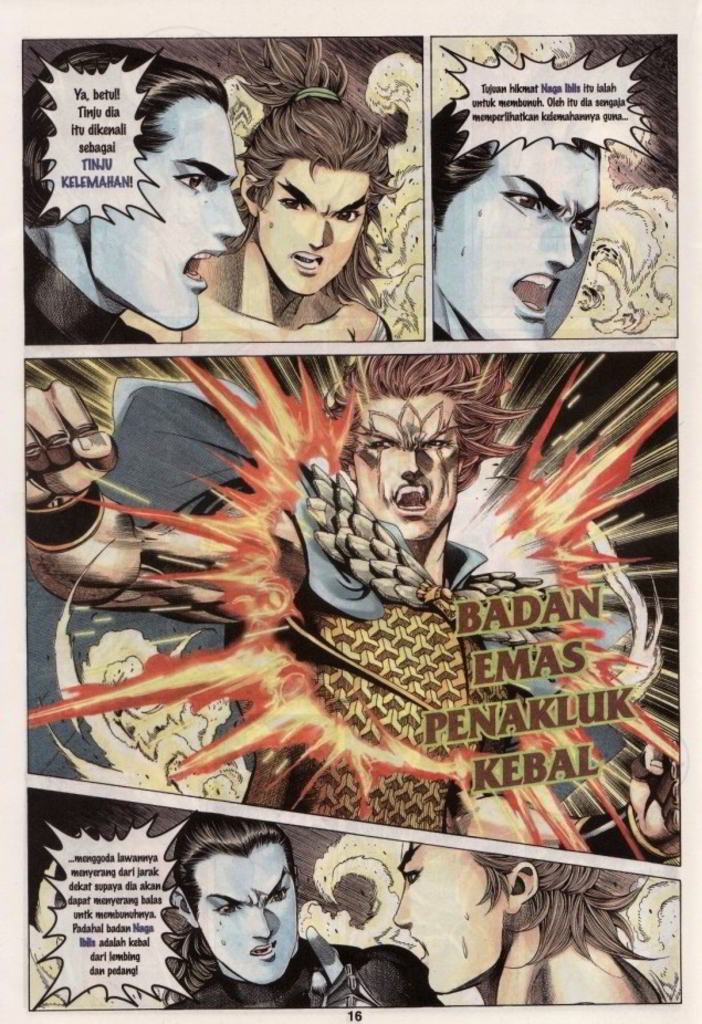 Ya, betul!
Tinju dia
itu dikenali
sebagai
TINJU
KELEMAHAN!
Tujuan hikmat Naga Iblis itu ialah
untuk membunuh. Oleh itu dia sengaja
memperlihatkan kelemahannya guna...
BADAN
EMAS
PENAKLUK
KEBAL
...menggoda lawannya
menyerang dari jarak
dekat supaya dia akan
dapat menyerang balas
untk membunuhnya.
Padahal badan Naga
Iblis adalah kebal
dari lembing
dan pedang!
16